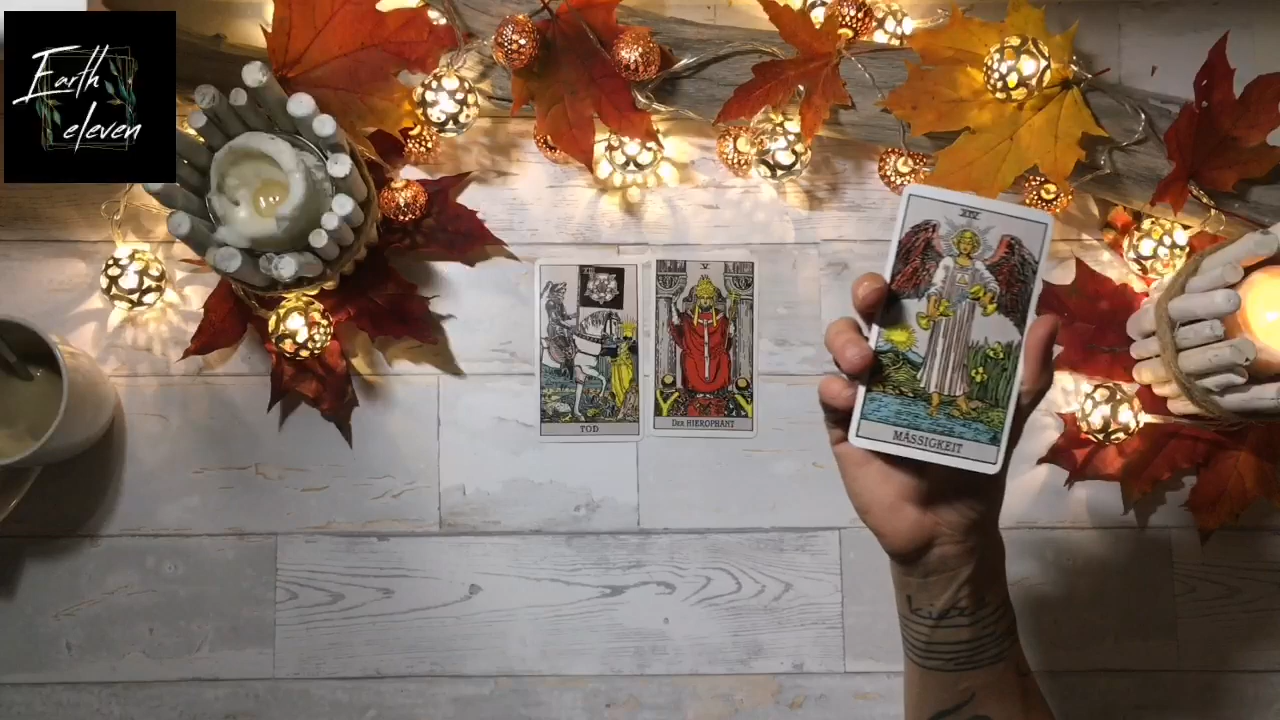 Earth
eleven
XIII
TOD
V
DER HIEROPHANT
XIV
MÄSSIGKEIT